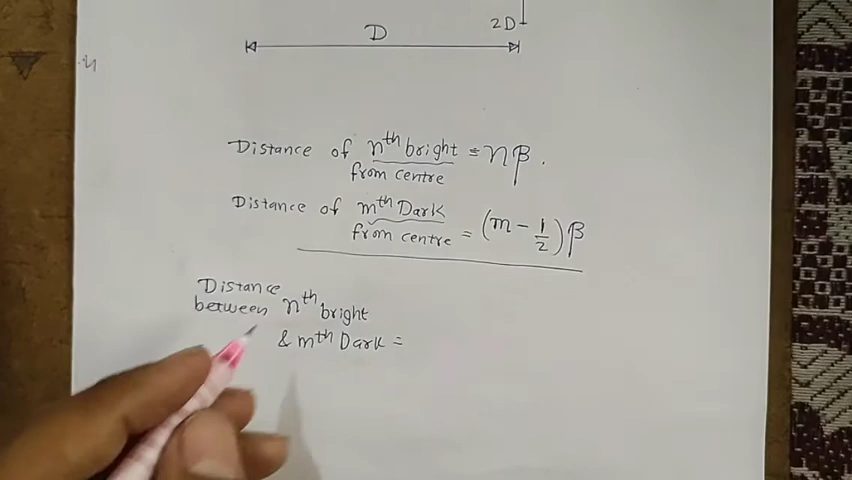 2D
D
Distance of nth bright = nβ.
from centre
Distance of mth Dark
from centre = (m - 1/2)β
Distance
between nth bright
& mth Dark =